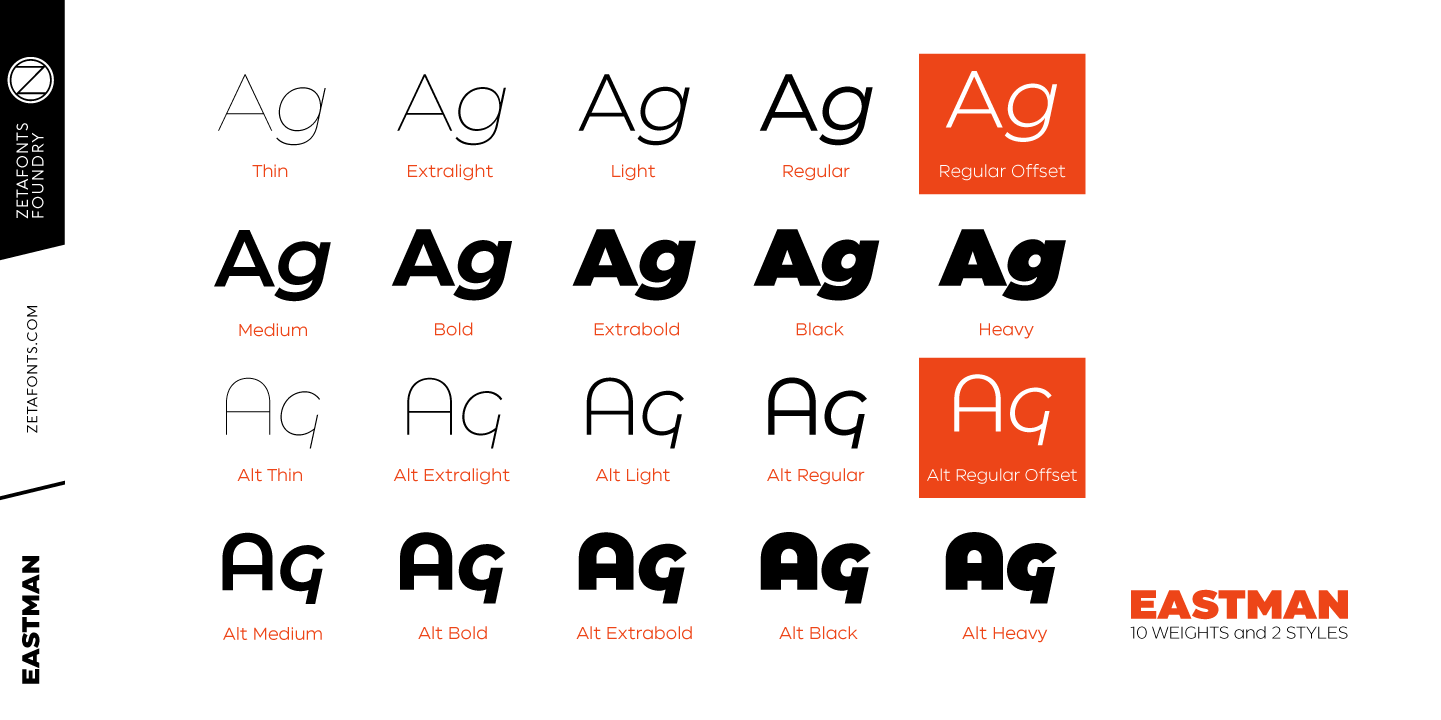 ZETAFONTS
FOUNDRY
ZETAFONTS.COM
EASTMAN
Ag
Ag
Ag
Ag
Ag
Thin
Extralight
Light
Regular
Regular Offset
Ag
Ag
Ag
Ag
Ag
Medium
Bold
Extrabold
Black
Heavy
Ag
Ag
Ag
Ag
Ag
Alt Thin
Alt Extralight
Alt Light
Alt Regular
Alt Regular Offset
Ag
Ag
Ag
Ag
Ag
Alt Medium
Alt Bold
Alt Extrabold
Alt Black
Alt Heavy
EASTMAN
10 WEIGHTS and 2 STYLES